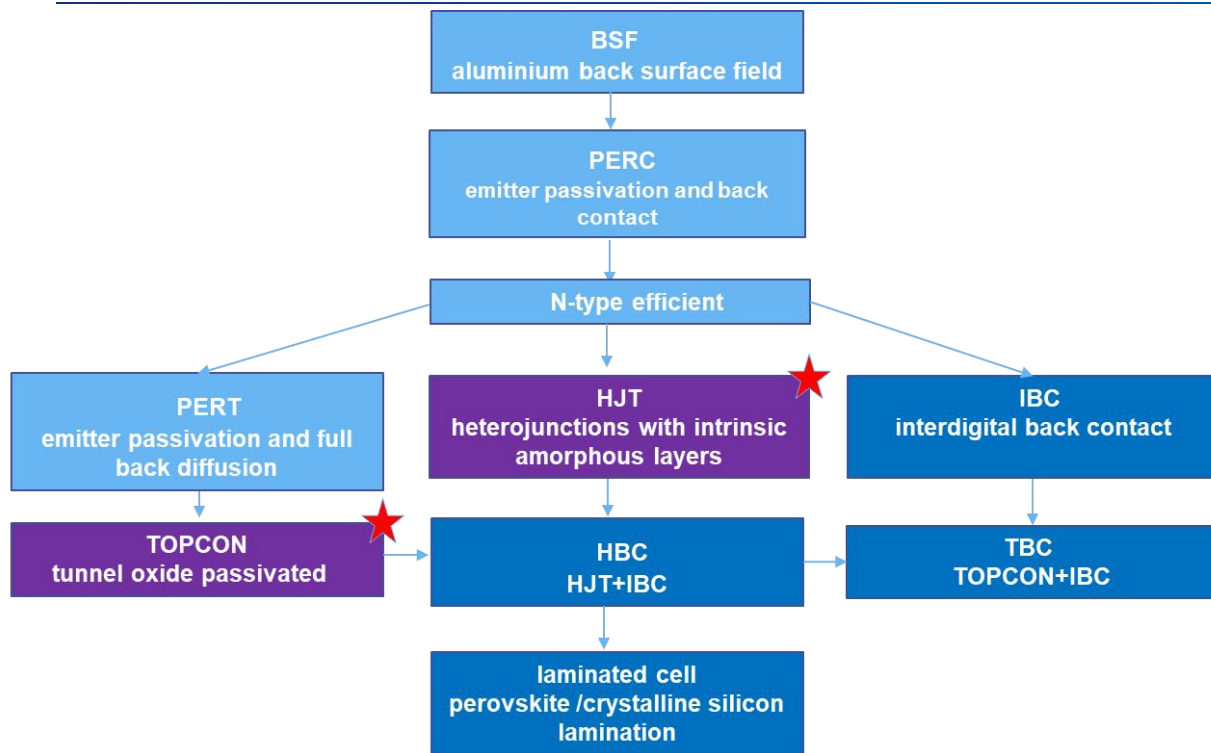 BSF
aluminium back surface field
PERC
emitter passivation and back
contact
N-type efficient
PERT
emitter passivation and full
back diffusion
HJT
heterojunctions with intrinsic
amorphous layers
IBC
interdigital back contact
TOPCON
tunnel oxide passivated
HBC
HJT+IBC
TBC
TOPCON+IBC
laminated cell
perovskite /crystalline silicon
lamination